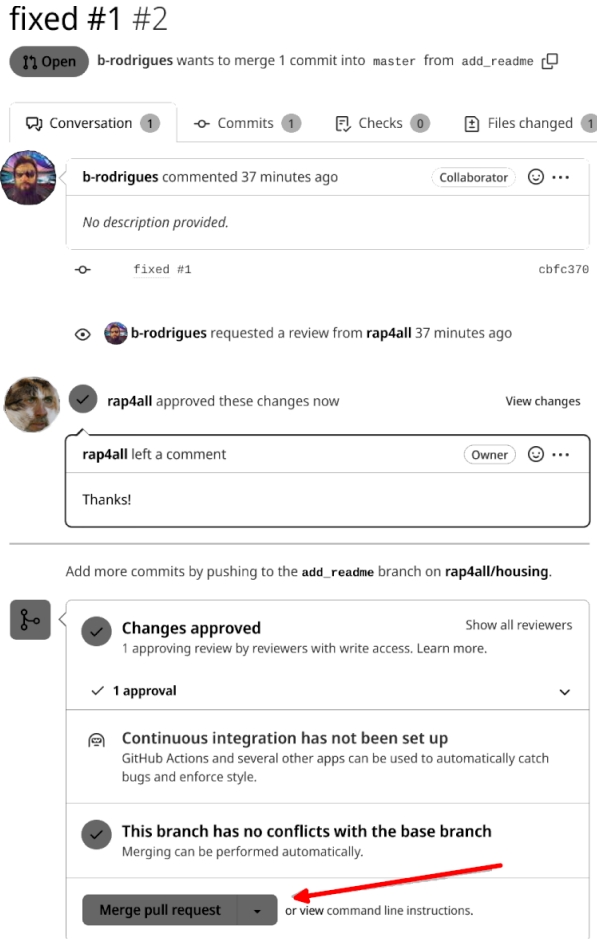 fixed #1 #2
Open b-rodrigues wants to merge 1 commit into master from add_readme
Conversation 1 Commits 1 Checks 0 Files changed 1
b-rodrigues commented 37 minutes ago Collaborator
No description provided.
fixed #1 cbfc370
b-rodrigues requested a review from rap4all 37 minutes ago
rap4all approved these changes now View changes
rap4all left a comment Owner
Thanks!
Add more commits by pushing to the add_readme branch on rap4all/housing.
Changes approved Show all reviewers
1 approving review by reviewers with write access. Learn more.
1 approval
Continuous integration has not been set up
GitHub Actions and several other apps can be used to automatically catch
bugs and enforce style.
This branch has no conflicts with the base branch
Merging can be performed automatically.
Merge pull request or view command line instructions.